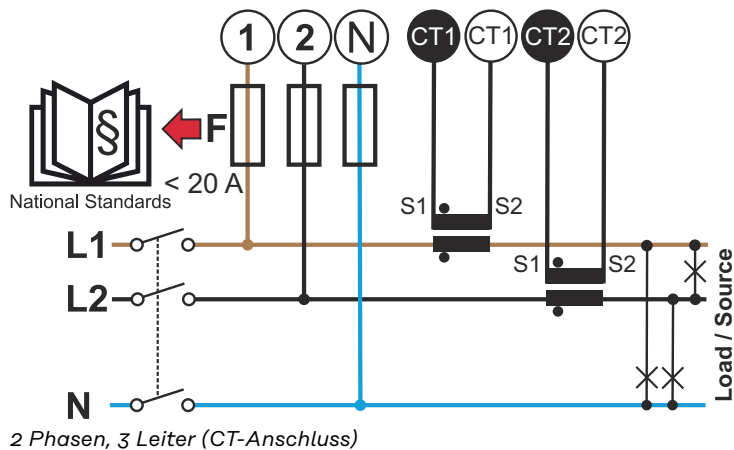 1 2 N CT1 CT1 CT2 CT2
§
F
National Standards
< 20 A
S1 S2
L1
S1 S2
L2
Load / Source
N
2 Phasen, 3 Leiter (CT-Anschluss)